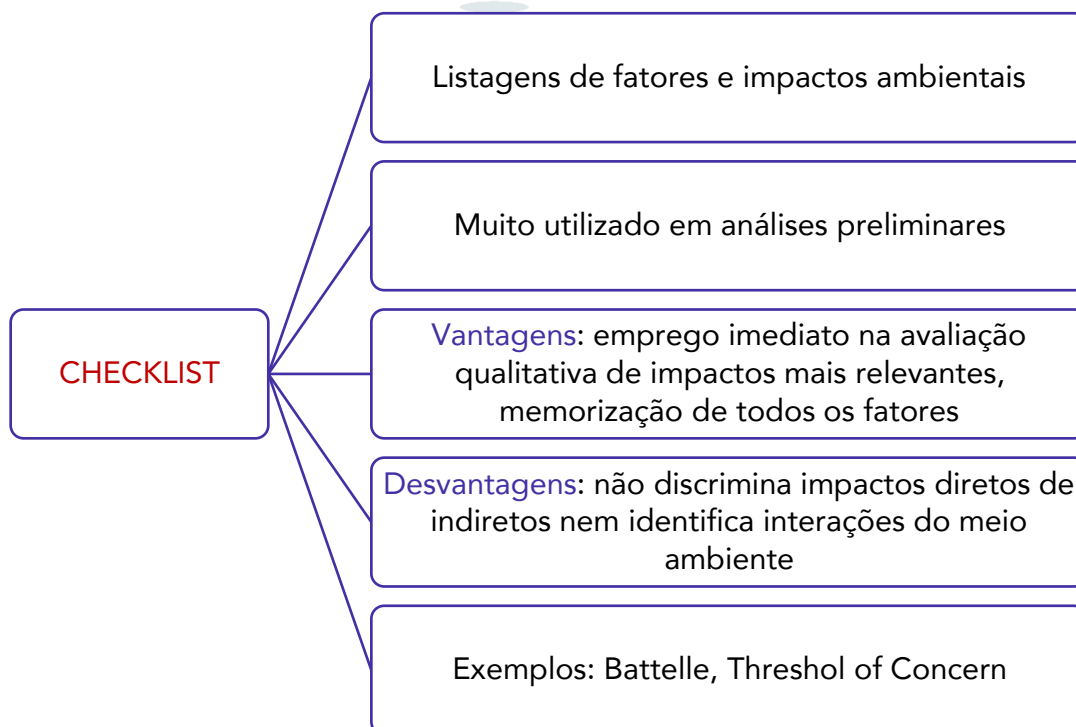 Listagens de fatores e impactos ambientais
Muito utilizado em análises preliminares
CHECKLIST
Vantagens: emprego imediato na avaliação
qualitativa de impactos mais relevantes,
memorização de todos os fatores
Desvantagens: não discrimina impactos diretos de
indiretos nem identifica interações do meio
ambiente
Exemplos: Battelle, Threshol of Concern